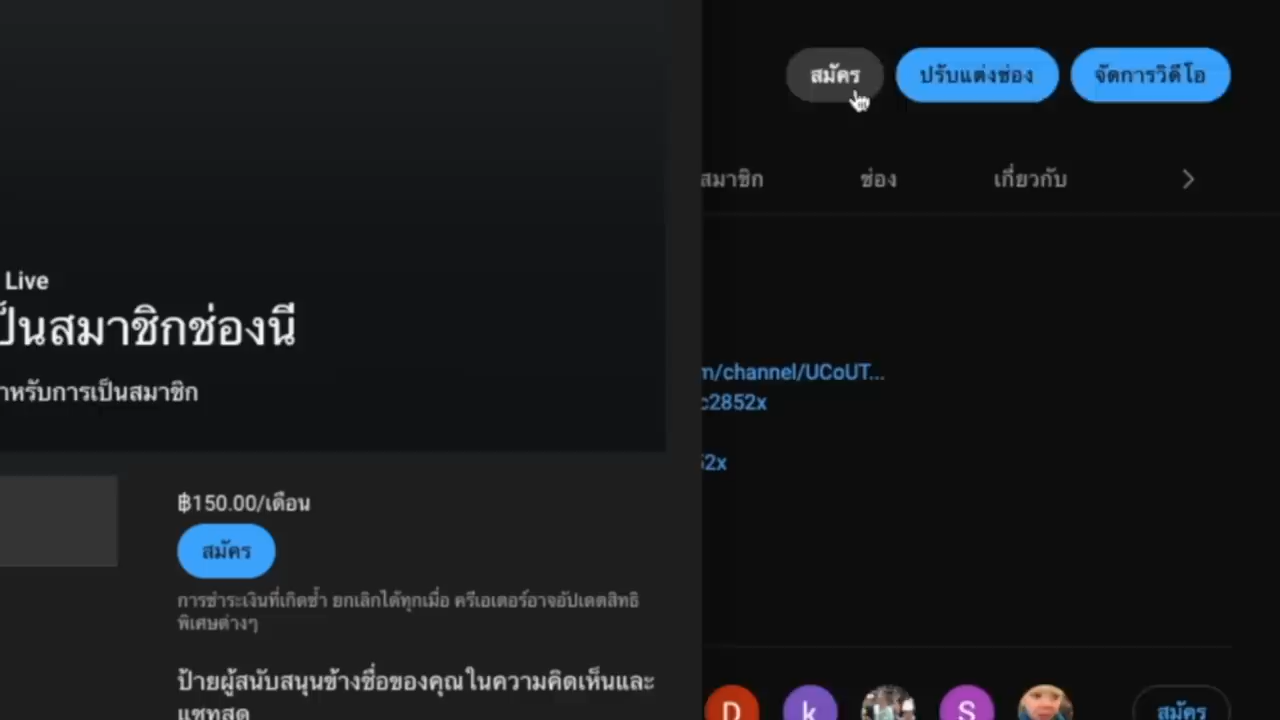 สมัคร
ปรับแต่งช่อง
จัดการวิดีโอ
สมาชิก
ช่อง
เกี่ยวกับ
Live
ป็นสมาชิกช่องนี้
าหรับการเป็นสมาชิก
m/channel/UCoUT...
c2852x
52x
฿150.00/เดือน
สมัคร
การชำระเงินที่เกิดซ้ำ ยกเลิกได้ทุกเมื่อ ครีเอเตอร์อาจอัปเดตสิทธิ
พิเศษต่างๆ
ป้ายผู้สนับสนุนข้างชื่อของคุณในความคิดเห็นและ
แชทสด
D
k
S
สมัคร